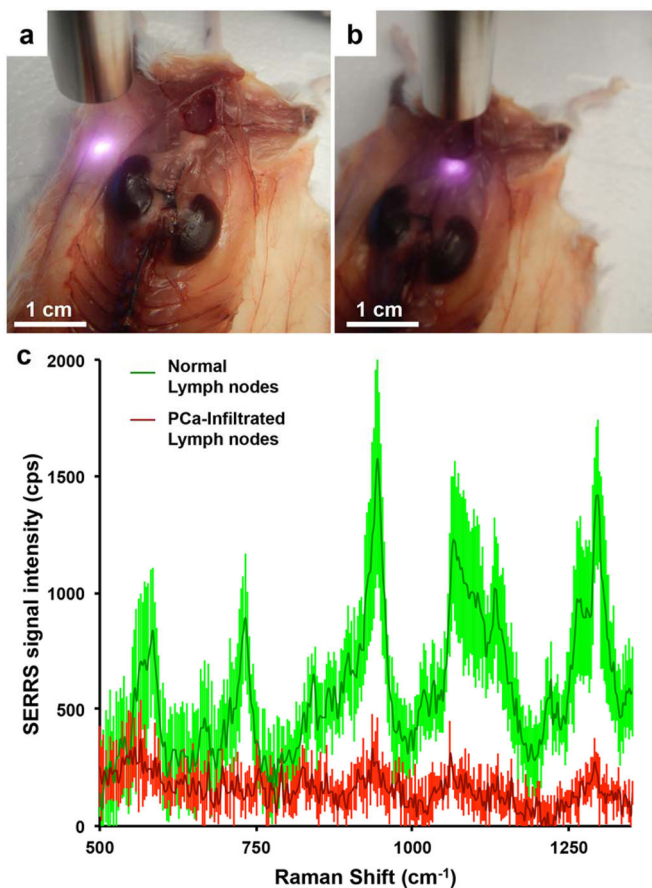 a
b
1 cm
1 cm
c
2000
1500
1000
500
0
SERRS signal intensity (cps)
Normal
Lymph nodes
PCa-Infiltrated
Lymph nodes
500
750
1000
1250
Raman Shift (cm⁻¹)